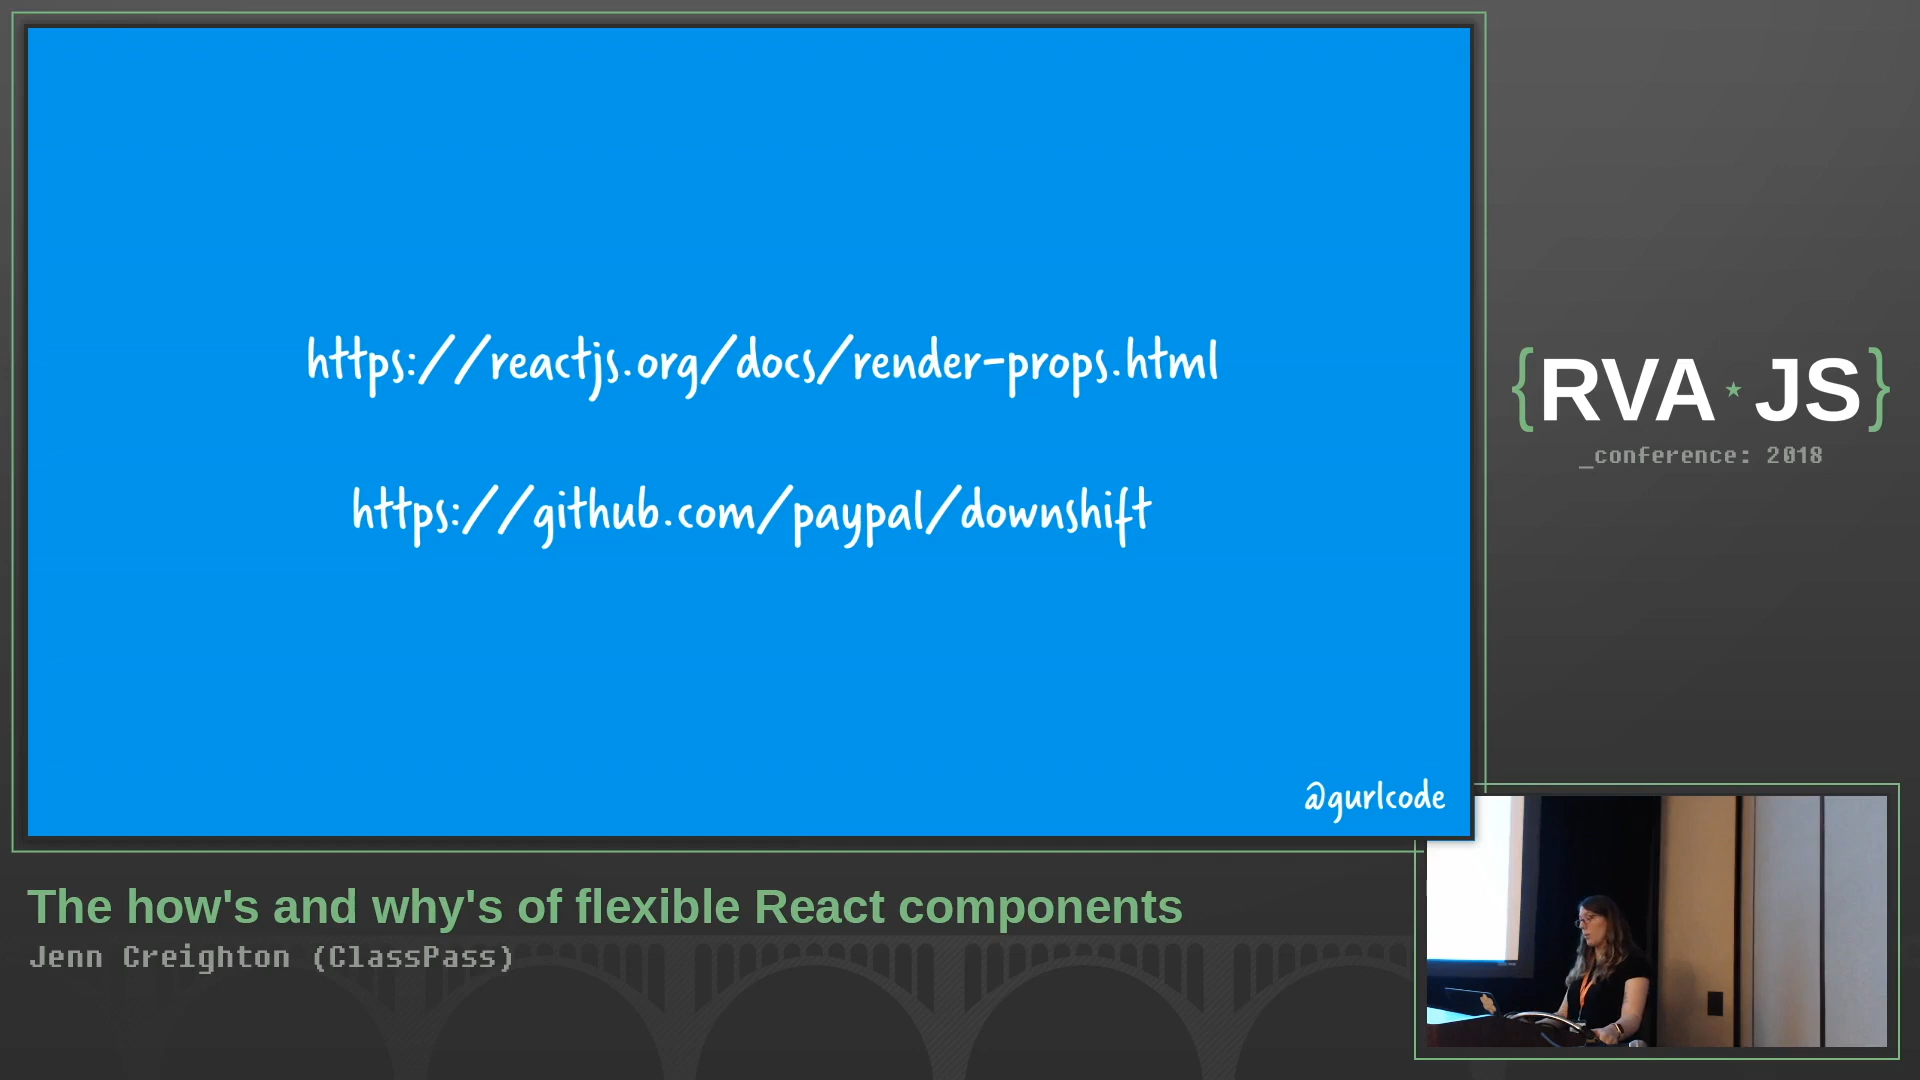 https://reactjs.org/docs/render-props.html
https://github.com/paypal/downshift
@gurlcode
{RVA★JS}
_conference: 2018
The how's and why's of flexible React components
Jenn Creighton (ClassPass)